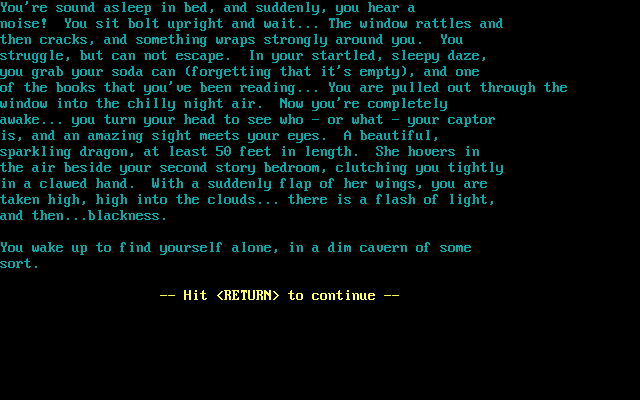 You're sound asleep in bed, and suddenly, you hear a
noise!  You sit bolt upright and wait... The window rattles and
then cracks, and something wraps strongly around you.  You
struggle, but can not escape.  In your startled, sleepy daze,
you grab your soda can (forgetting that it's empty), and one
of the books that you've been reading... You are pulled out through the
window into the chilly night air.  Now you're completely
awake... you turn your head to see who - or what - your captor
is, and an amazing sight meets your eyes.  A beautiful,
sparkling dragon, at least 50 feet in length.  She hovers in
the air beside your second story bedroom, clutching you tightly
in a clawed hand.  With a suddenly flap of her wings, you are
taken high, high into the clouds... there is a flash of light,
and then...blackness.
You wake up to find yourself alone, in a dim cavern of some
sort.
-- Hit <RETURN> to continue --